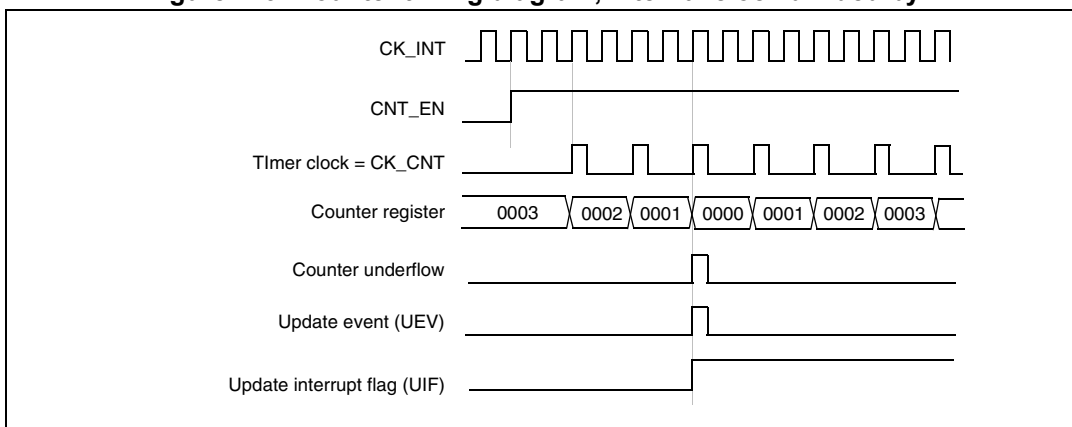 CK_INT
CNT_EN
TImer clock = CK_CNT
Counter register 0003 0002 0001 0000 0001 0002 0003
Counter underflow
Update event (UEV)
Update interrupt flag (UIF)